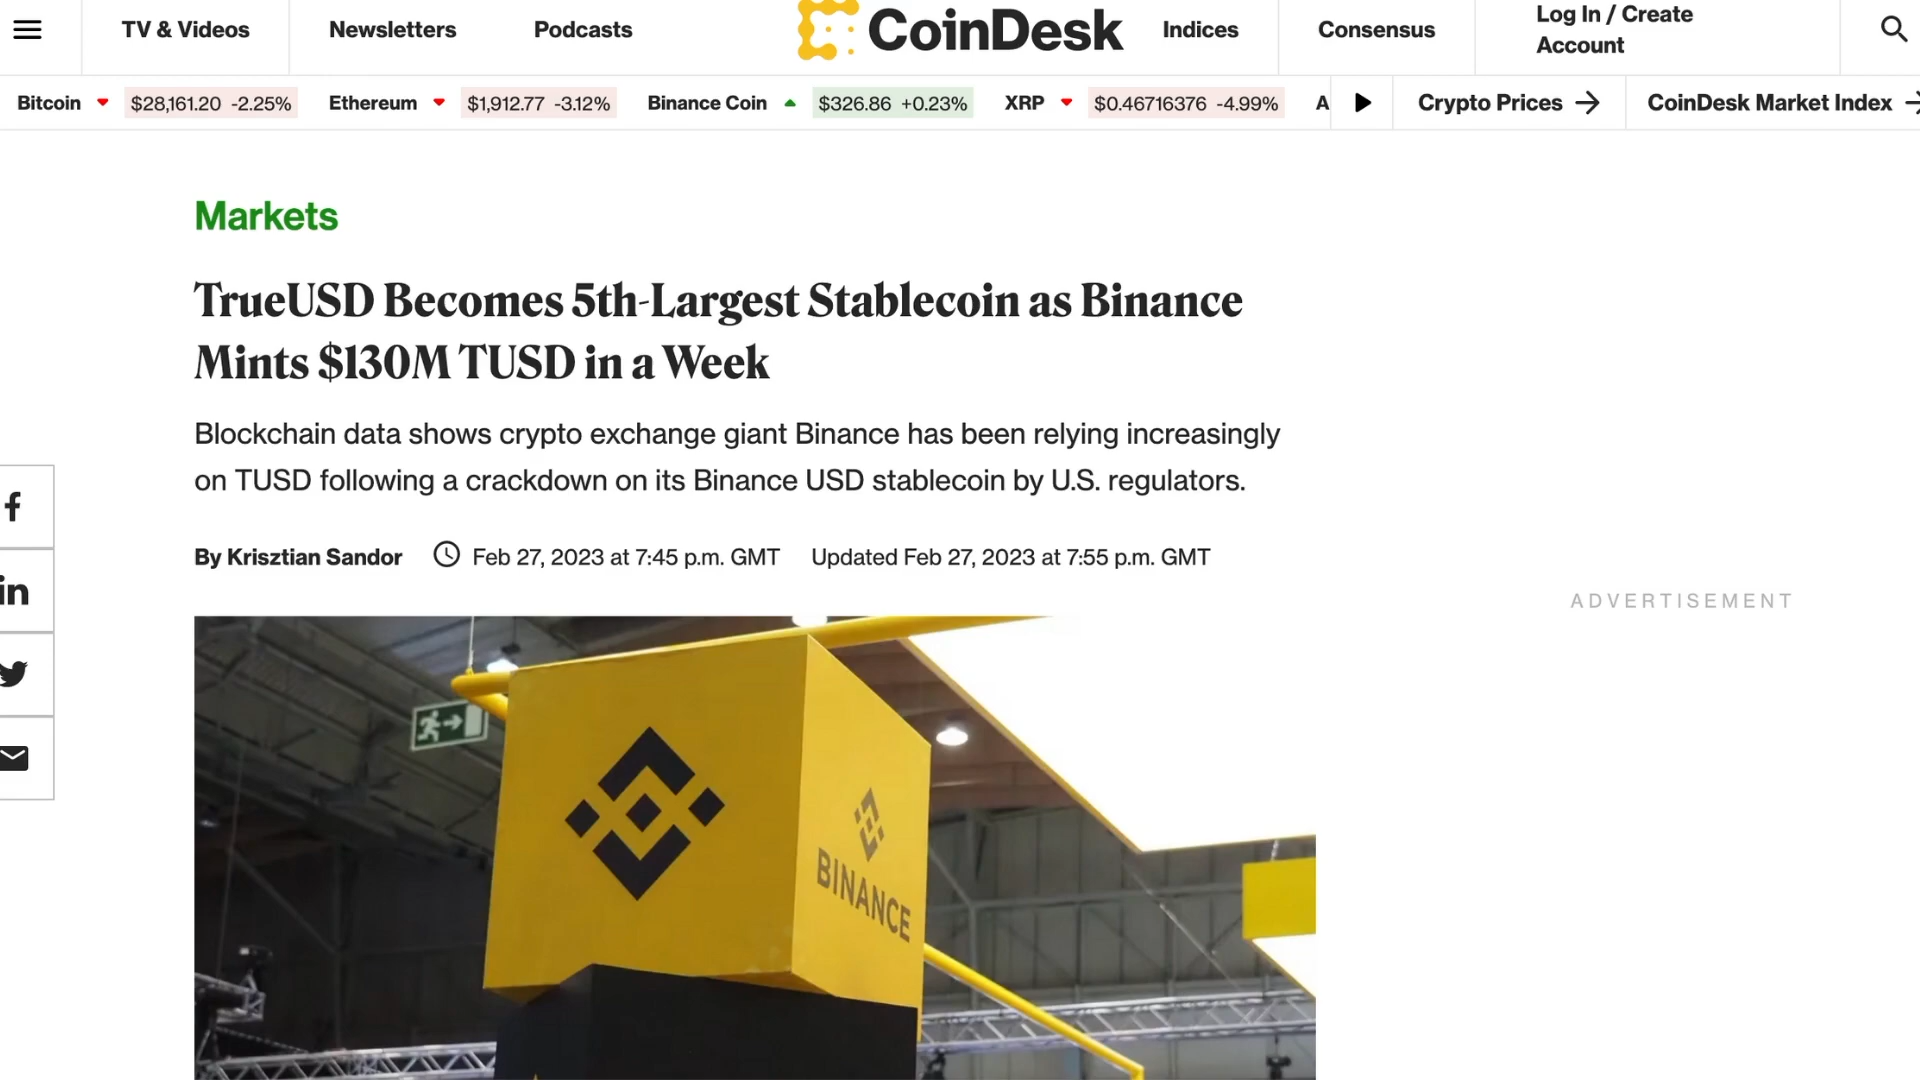 TV & Videos
Newsletters
Podcasts
CoinDesk
Indices
Consensus
Log In / Create
Account
Bitcoin $28,161.20 -2.25% Ethereum $1,912.77 -3.12% Binance Coin $326.86 +0.23% XRP $0.46716376 -4.99% A Crypto Prices → CoinDesk Market Index →
Markets
TrueUSD Becomes 5th-Largest Stablecoin as Binance
Mints $130M TUSD in a Week
Blockchain data shows crypto exchange giant Binance has been relying increasingly
on TUSD following a crackdown on its Binance USD stablecoin by U.S. regulators.
By Krisztian Sandor Feb 27, 2023 at 7:45 p.m. GMT Updated Feb 27, 2023 at 7:55 p.m. GMT
ADVERTISEMENT
f
in
BINANCE